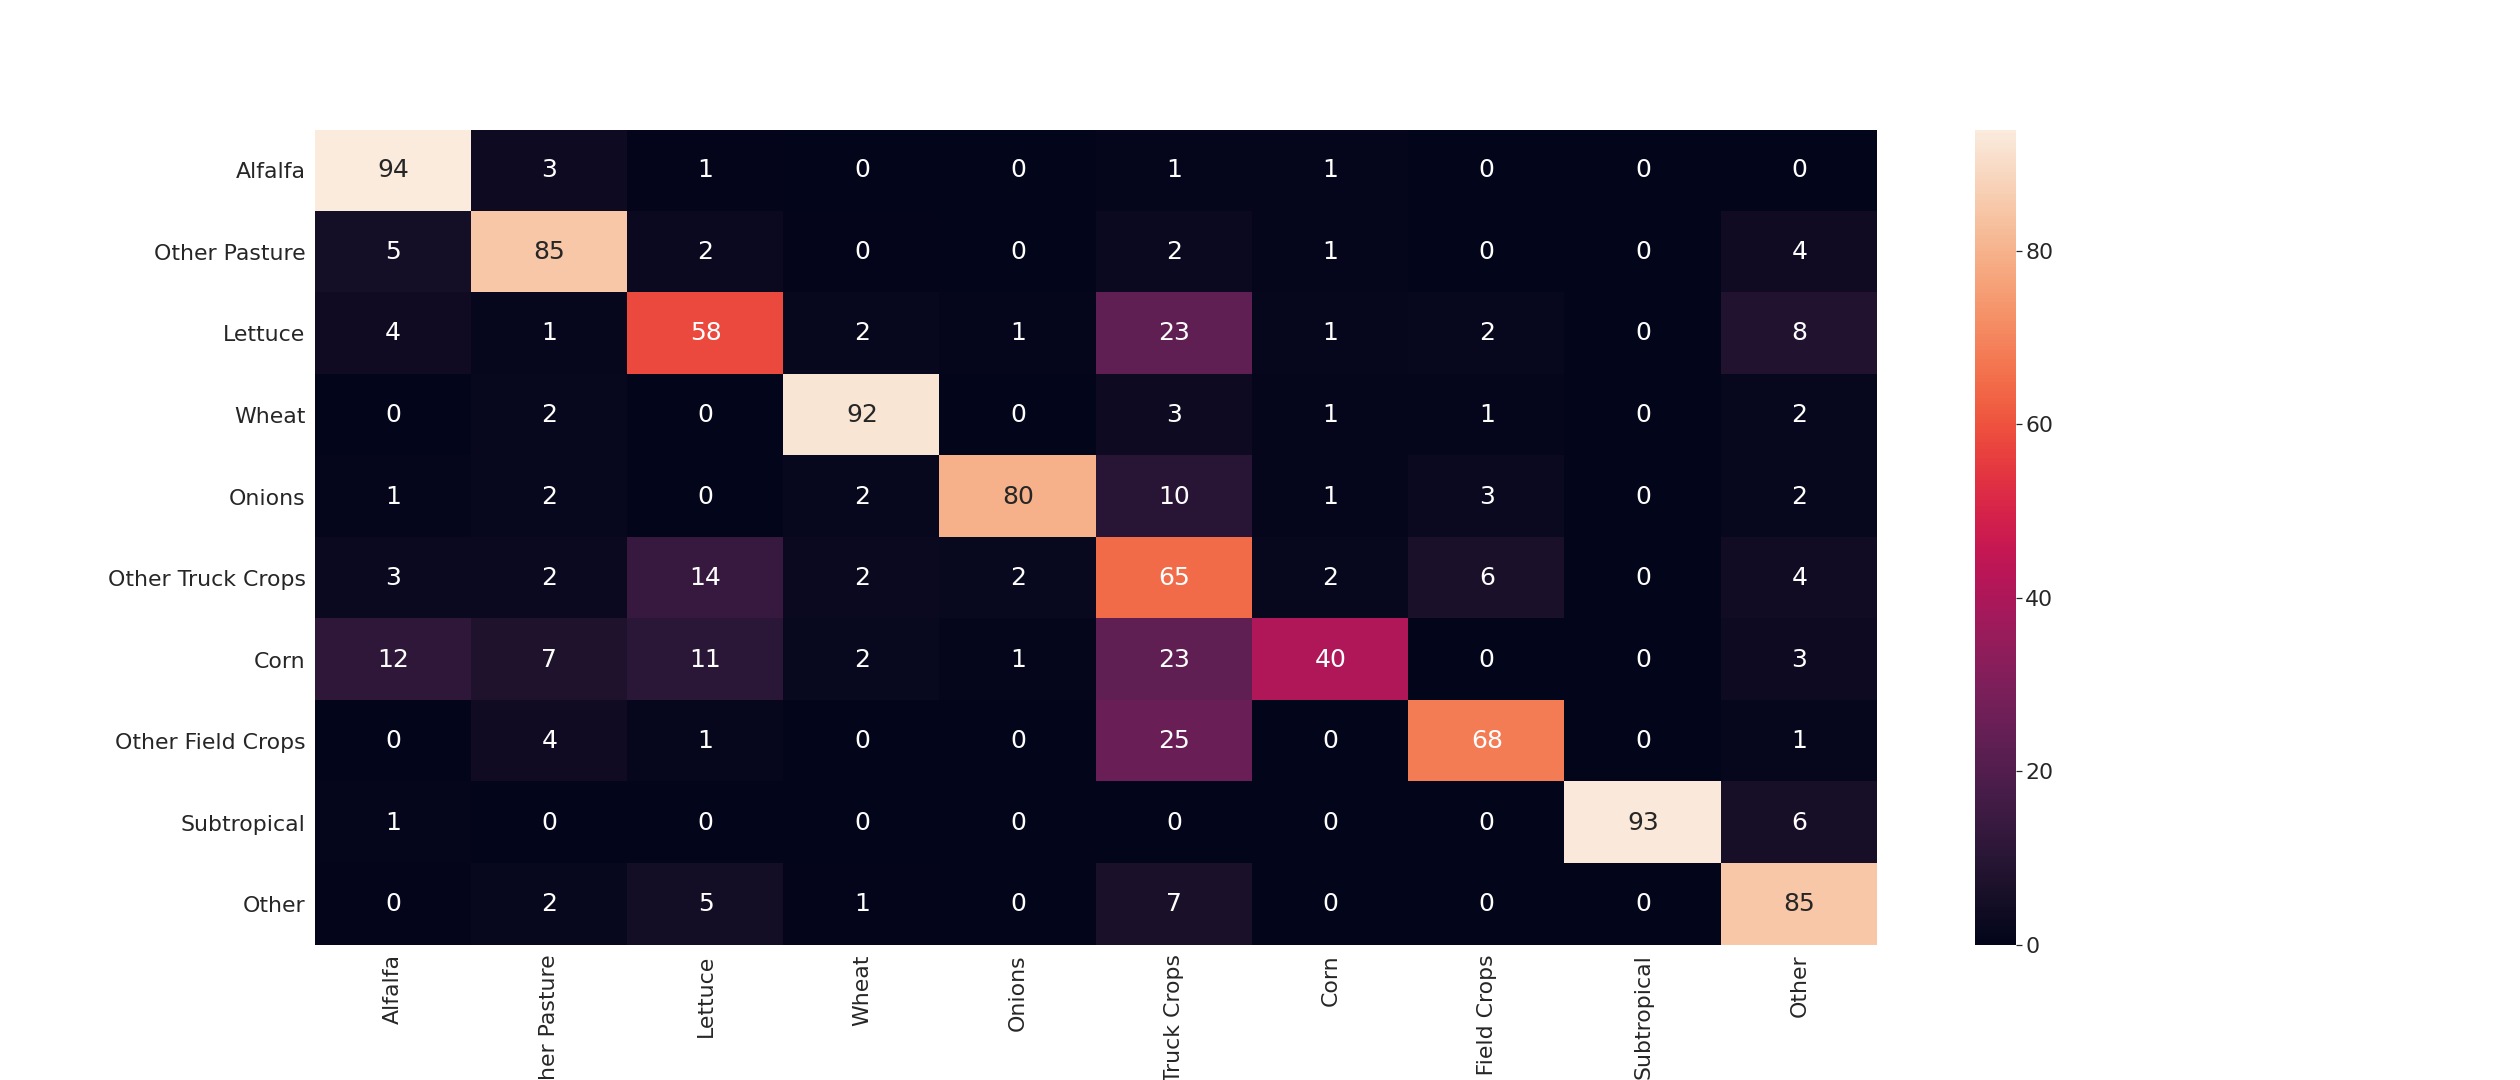 Alfalfa 94 3 1 0 0 1 1 0 0 0
Other Pasture 5 85 2 0 0 2 1 0 0 4
Lettuce 4 1 58 2 1 23 1 2 0 8
Wheat 0 2 0 92 0 3 1 1 0 2
Onions 1 2 0 2 80 10 1 3 0 2
Other Truck Crops 3 2 14 2 2 65 2 6 0 4
Corn 12 7 11 2 1 23 40 0 0 3
Other Field Crops 0 4 1 0 0 25 0 68 0 1
Subtropical 1 0 0 0 0 0 0 0 93 6
Other 0 2 5 1 0 7 0 0 0 85
Alfalfa
her Pasture
Lettuce
Wheat
Onions
Truck Crops
Corn
Field Crops
Subtropical
Other
80
60
40
20
0